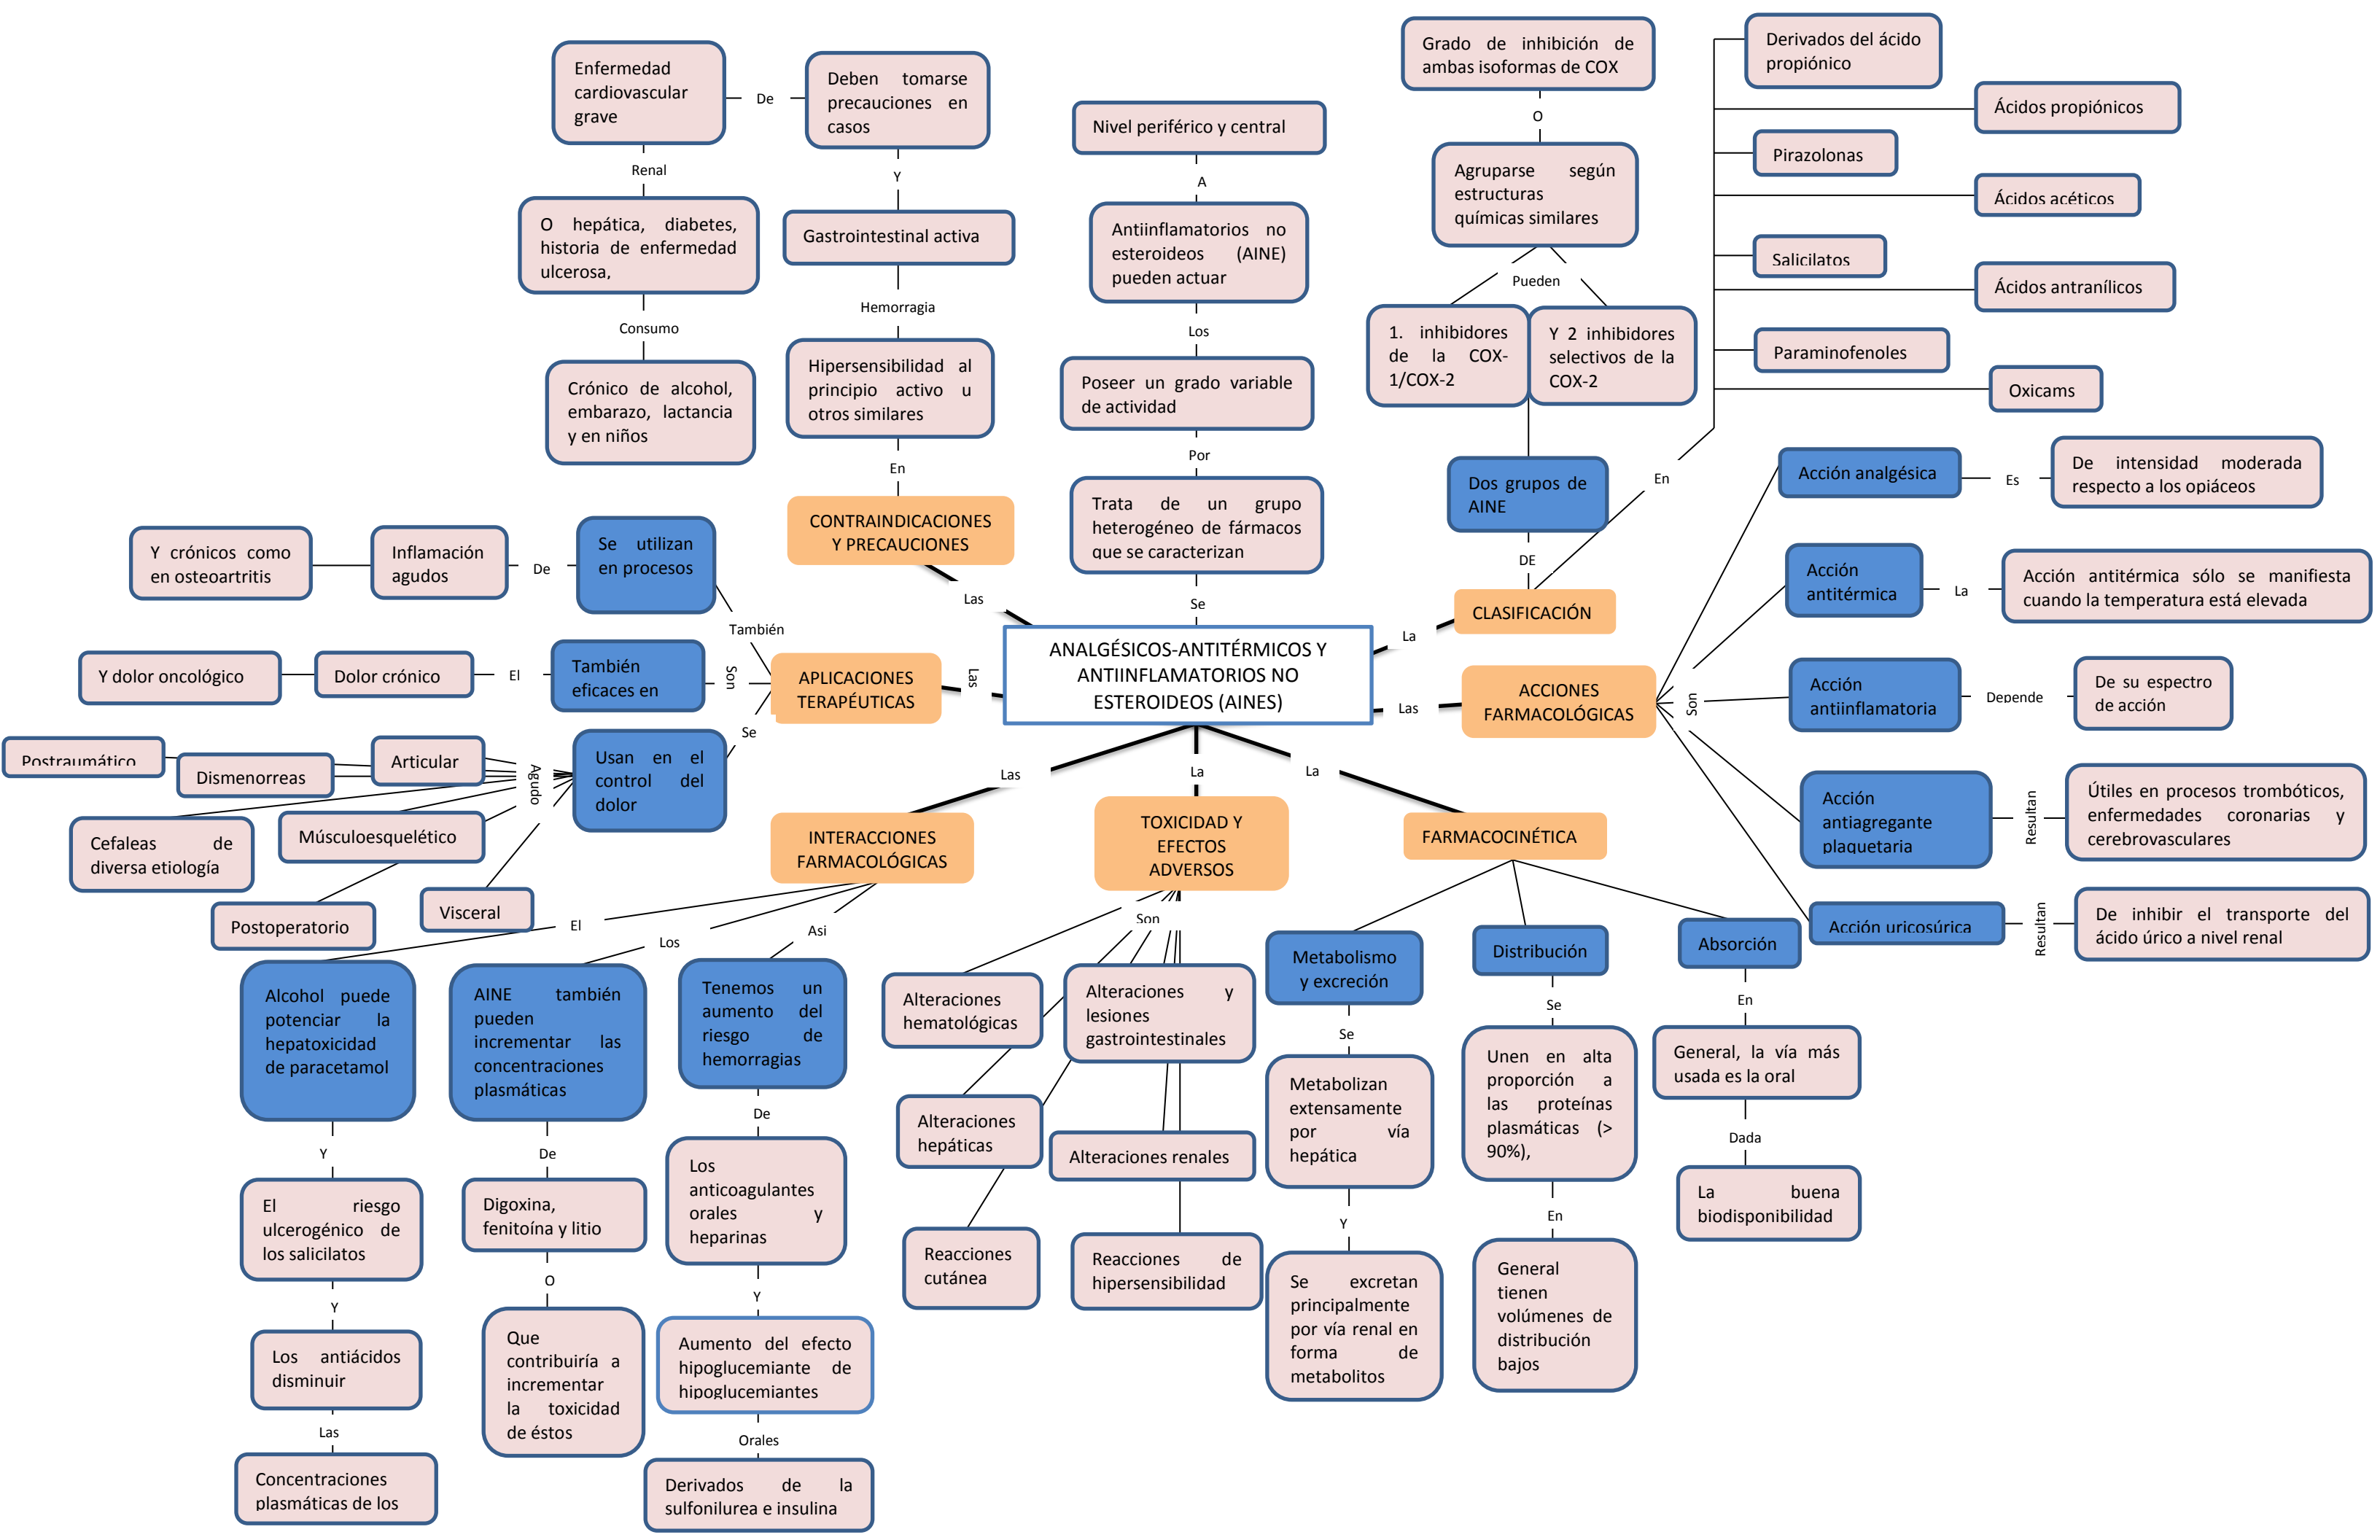 Enfermedad
cardiovascular
grave
De
Deben tomarse
precauciones en
casos
Renal
O hepática, diabetes,
historia de enfermedad
ulcerosa,
Consumo
Crónico de alcohol,
embarazo, lactancia
y en niños
Y
Gastrointestinal activa
Hemorragia
Hipersensibilidad al
principio activo u
otros similares
En
CONTRAINDICACIONES
Y PRECAUCIONES
Las
Nivel periférico y central
A
Antiinflamatorios no
esteroideos (AINE)
pueden actuar
Los
Poseer un grado variable
de actividad
Por
Trata de un grupo
heterogéneo de fármacos
que se caracterizan
Se
Grado de inhibición de
ambas isoformas de COX
O
Agruparse según
estructuras
químicas similares
Pueden
1. inhibidores
de la COX-
1/COX-2
Y 2 inhibidores
selectivos de la
COX-2
Dos grupos de
AINE
DE
En
CLASIFICACIÓN
La
Derivados del ácido
propiónico
Ácidos propiónicos
Pirazolonas
Ácidos acéticos
Salicilatos
Ácidos antranílicos
Paraminofenoles
Oxicams
ANALGÉSICOS-ANTITÉRMICOS Y
ANTIINFLAMATORIOS NO
ESTEROIDEOS (AINES)
Las
ACCIONES
FARMACOLÓGICAS
Son
Acción analgésica
Es
De intensidad moderada
respecto a los opiáceos
Acción
antitérmica
La
Acción antitérmica sólo se manifiesta
cuando la temperatura está elevada
Acción
antiinflamatoria
Depende
De su espectro
de acción
Acción
antiagregante
plaquetaria
Resultan
Útiles en procesos trombóticos,
enfermedades coronarias y
cerebrovasculares
Acción uricosúrica
Resultan
De inhibir el transporte del
ácido úrico a nivel renal
Las
APLICACIONES
TERAPÉUTICAS
También
Se utilizan
en procesos
De
Inflamación
agudos
Y crónicos como
en osteoartritis
Son
También
eficaces en
El
Dolor crónico
Y dolor oncológico
Se
Usan en el
control del
dolor
Agudo
Articular
Dismenorreas
Postraumático
Músculoesquelético
Cefaleas de
diversa etiología
Postoperatorio
Visceral
Las
INTERACCIONES
FARMACOLÓGICAS
El
Alcohol puede
potenciar la
hepatoxicidad
de paracetamol
Y
El riesgo
ulcerogénico de
los salicilatos
Y
Los antiácidos
disminuir
Las
Concentraciones
plasmáticas de los
Los
AINE también
pueden
incrementar las
concentraciones
plasmáticas
De
Digoxina,
fenitoína y litio
O
Que
contribuiría a
incrementar
la toxicidad
de éstos
Asi
Tenemos un
aumento del
riesgo de
hemorragias
De
Los
anticoagulantes
orales y
heparinas
Y
Aumento del efecto
hipoglucemiante de
hipoglucemiantes
Orales
Derivados de la
sulfonilurea e insulina
La
TOXICIDAD Y
EFECTOS
ADVERSOS
Son
Alteraciones
hematológicas
Alteraciones y
lesiones
gastrointestinales
Alteraciones
hepáticas
Alteraciones renales
Reacciones
cutánea
Reacciones de
hipersensibilidad
La
FARMACOCINÉTICA
Metabolismo
y excreción
Se
Metabolizan
extensamente
por vía
hepática
Y
Se excretan
principalmente
por vía renal en
forma de
metabolitos
Distribución
Se
Unen en alta
proporción a
las proteínas
plasmáticas (>
90%),
En
General
tienen
volúmenes de
distribución
bajos
Absorción
En
General, la vía más
usada es la oral
Dada
La buena
biodisponibilidad